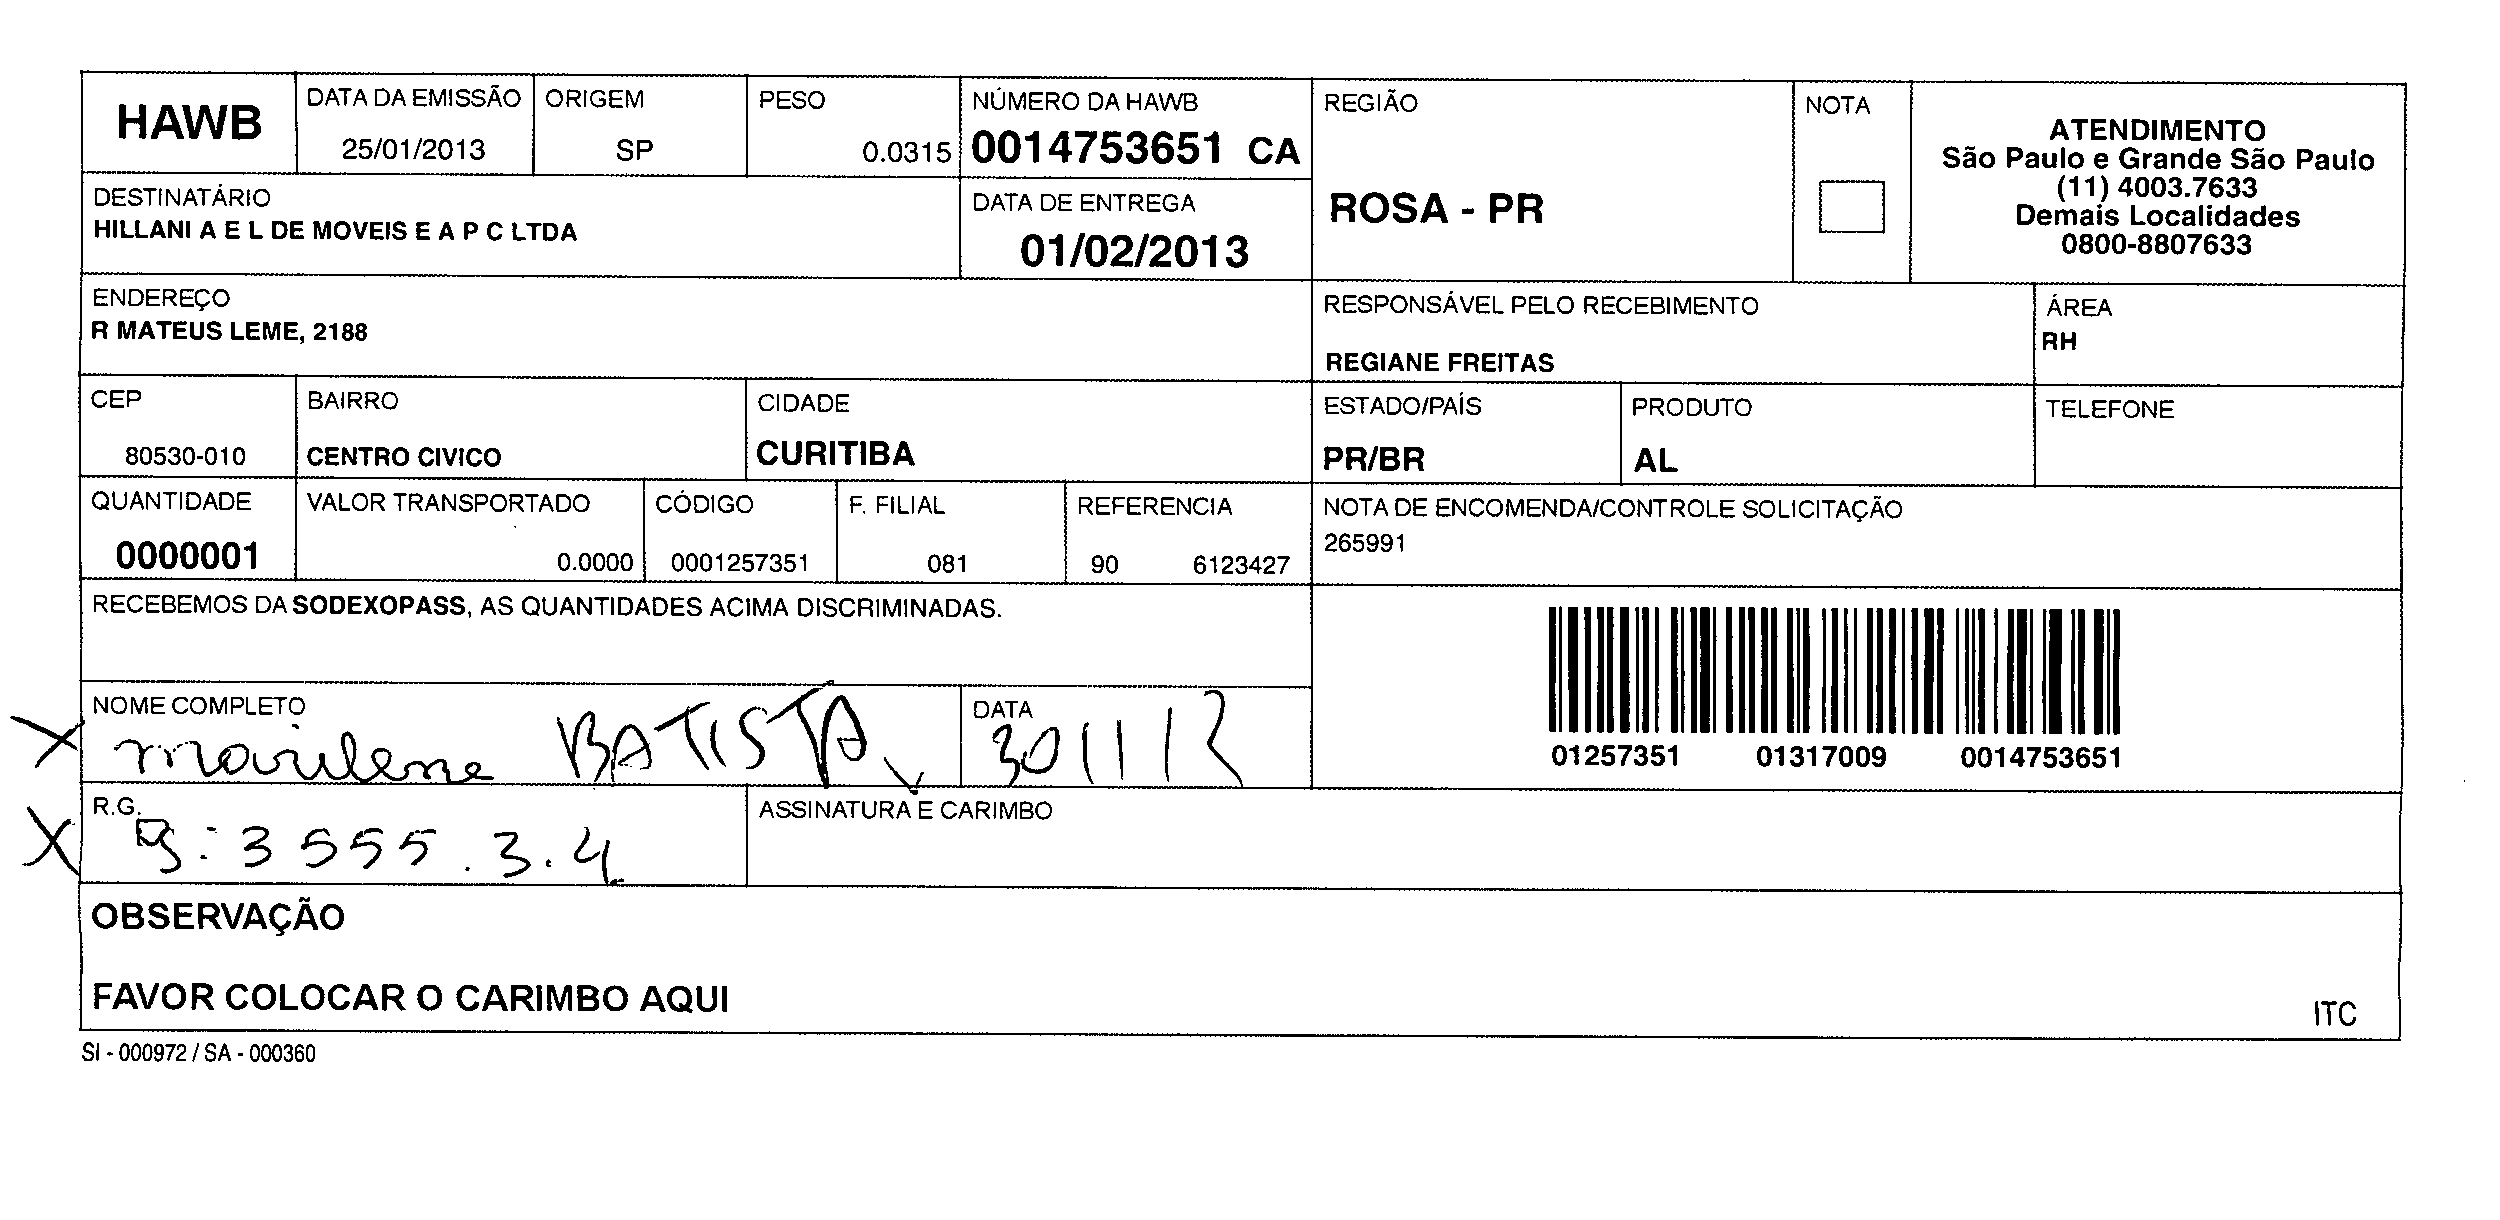 HAWB
DATA DA EMISSÃO
25/01/2013
ORIGEM
SP
PESO
0.0315
NÚMERO DA HAWB
0014753651 CA
REGIÃO
ROSA - PR
NOTA
ATENDIMENTO
São Paulo e Grande São Paulo
(11) 4003.7633
Demais Localidades
0800-8807633
DESTINATÁRIO
HILLANI A E L DE MOVEIS E A P C LTDA
DATA DE ENTREGA
01/02/2013
ENDEREÇO
R MATEUS LEME, 2188
RESPONSÁVEL PELO RECEBIMENTO
REGIANE FREITAS
ÁREA
RH
CEP
80530-010
BAIRRO
CENTRO CIVICO
CIDADE
CURITIBA
ESTADO/PAÍS
PR/BR
PRODUTO
AL
TELEFONE
QUANTIDADE
0000001
VALOR TRANSPORTADO
0.0000
CÓDIGO
0001257351
F. FILIAL
081
REFERENCIA
90 6123427
NOTA DE ENCOMENDA/CONTROLE SOLICITAÇÃO
265991
RECEBEMOS DA SODEXOPASS, AS QUANTIDADES ACIMA DISCRIMINADAS.
01257351 01317009 0014753651
NOME COMPLETO
X marilene BATISTA
DATA
R.G.
X Rg: 3 555.3.4
ASSINATURA E CARIMBO
OBSERVAÇÃO
FAVOR COLOCAR O CARIMBO AQUI
ITC
SI - 000972 / SA - 000360